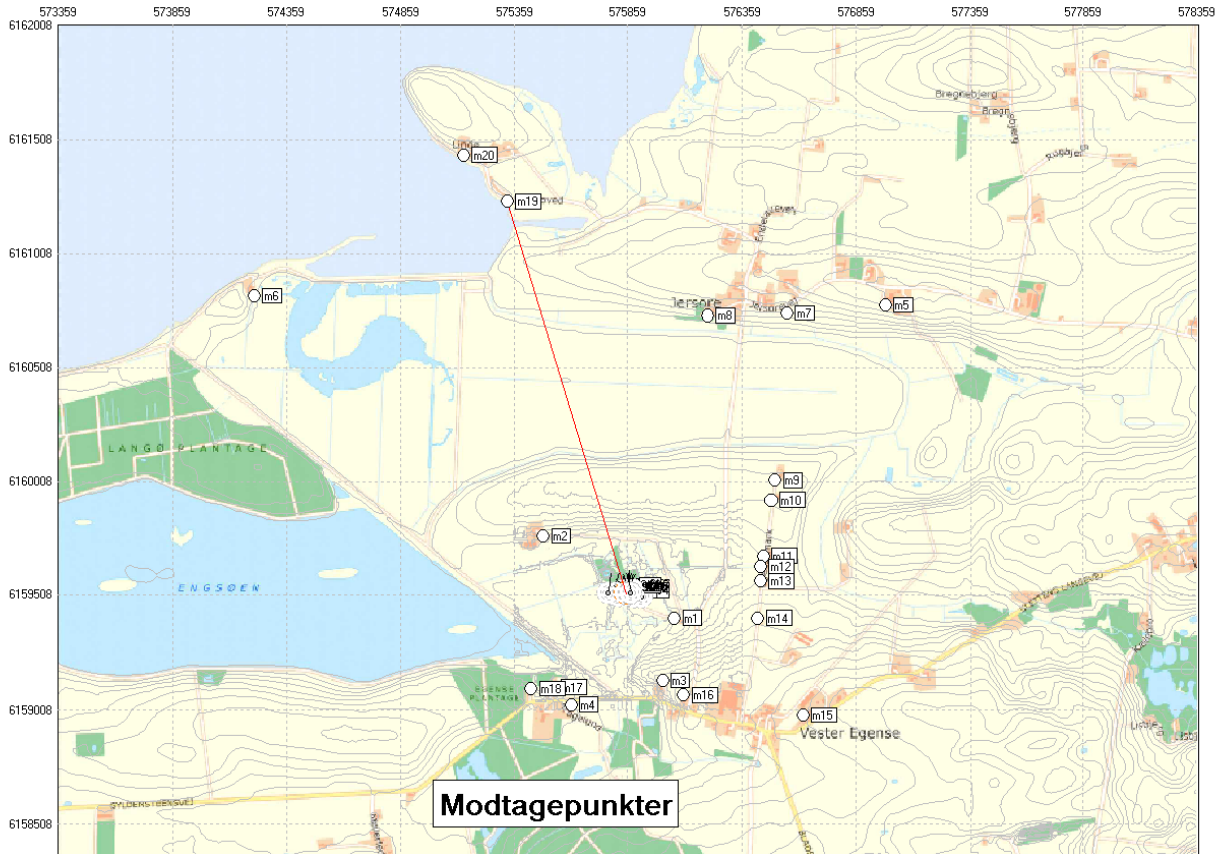 573359 573859 574359 574859 575359 575859 576359 576859 577359 577859 578359
6162008
6161508
6161008
6160508
6160008
6159508
6159008
6158508
Bregnebjerg
m20
m19
m6
Jersore
m8
m7
m5
LANGØ PLANTAGE
m9
m10
m2
m11
m12
m13
ENGSØEN
m1
m14
m3
m18
m17
EGENSE
PLANTAGE
m16
m4
m15
Vester Egense
GYLDENSTEENSVEJ
Modtagepunkter